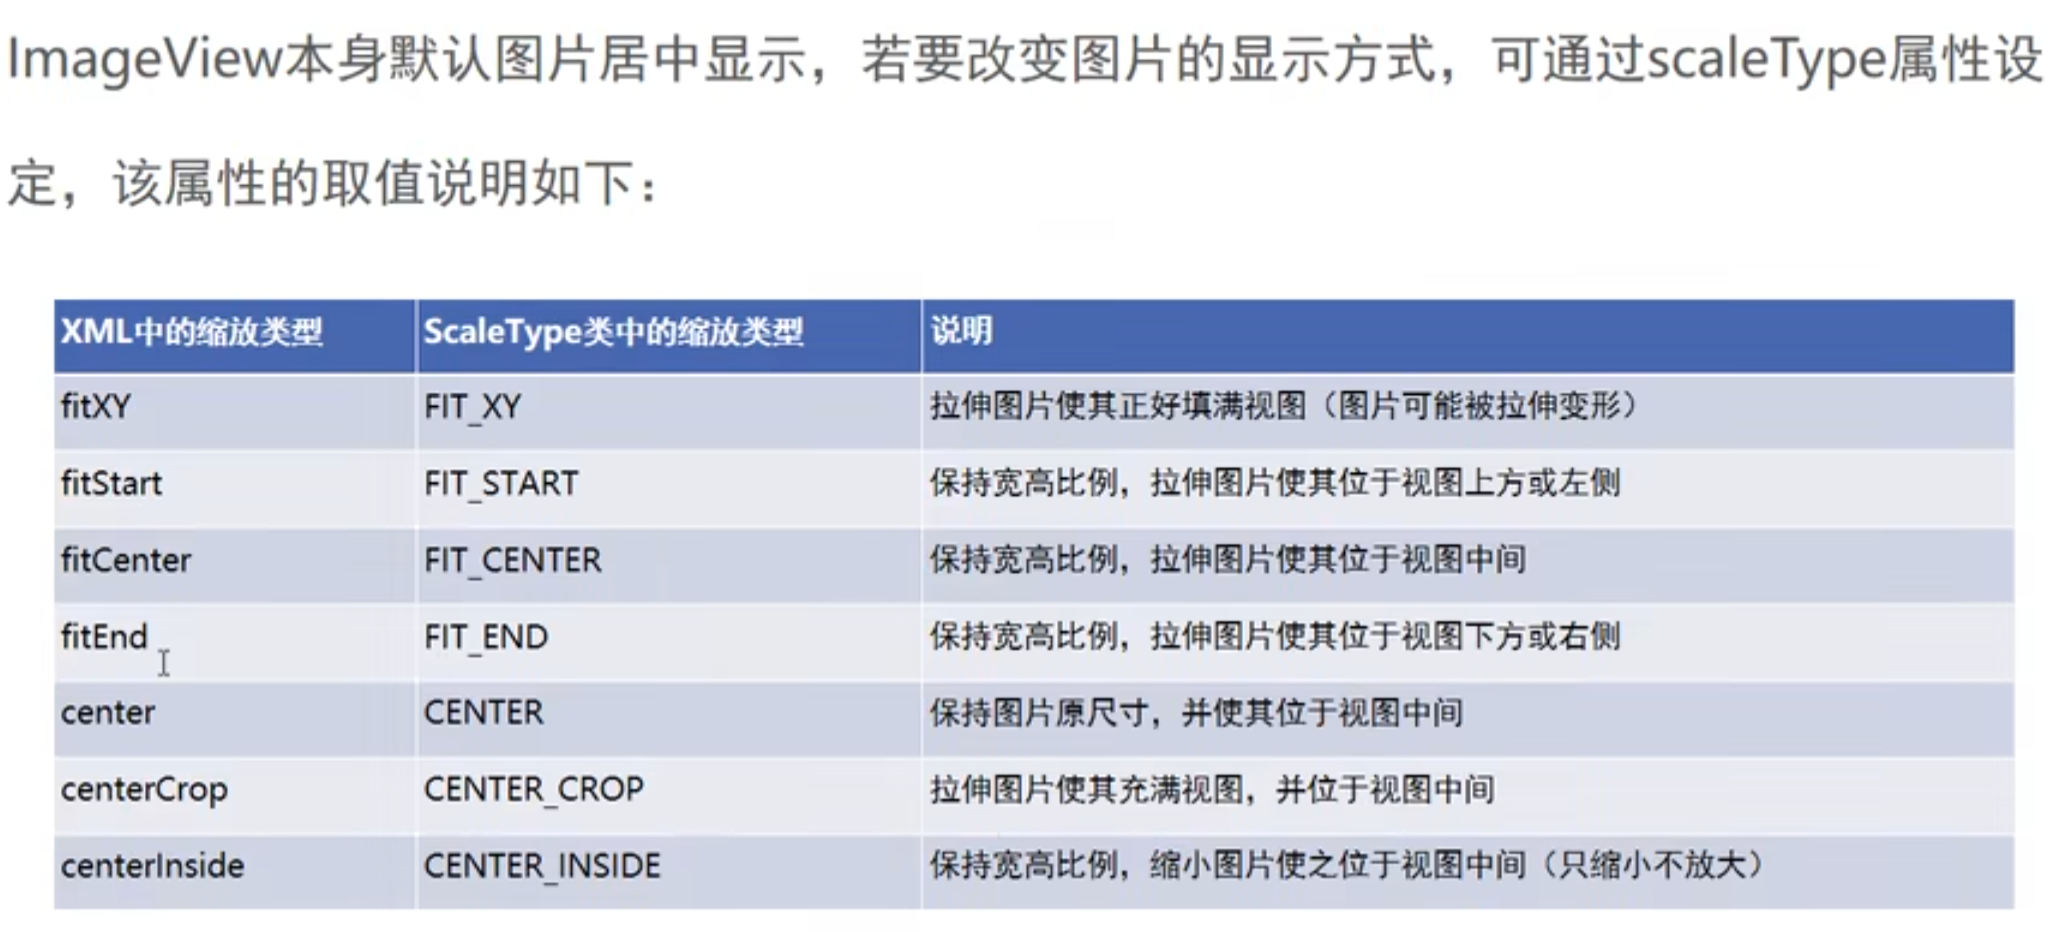 ImageView本身默认图片居中显示，若要改变图片的显示方式，可通过scaleType属性设
定，该属性的取值说明如下：
XML中的缩放类型 ScaleType类中的缩放类型 说明
fitXY FIT_XY 拉伸图片使其正好填满视图（图片可能被拉伸变形）
fitStart FIT_START 保持宽高比例，拉伸图片使其位于视图上方或左侧
fitCenter FIT_CENTER 保持宽高比例，拉伸图片使其位于视图中间
fitEnd FIT_END 保持宽高比例，拉伸图片使其位于视图下方或右侧
center CENTER 保持图片原尺寸，并使其位于视图中间
centerCrop CENTER_CROP 拉伸图片使其充满视图，并位于视图中间
centerInside CENTER_INSIDE 保持宽高比例，缩小图片使之位于视图中间（只缩小不放大）